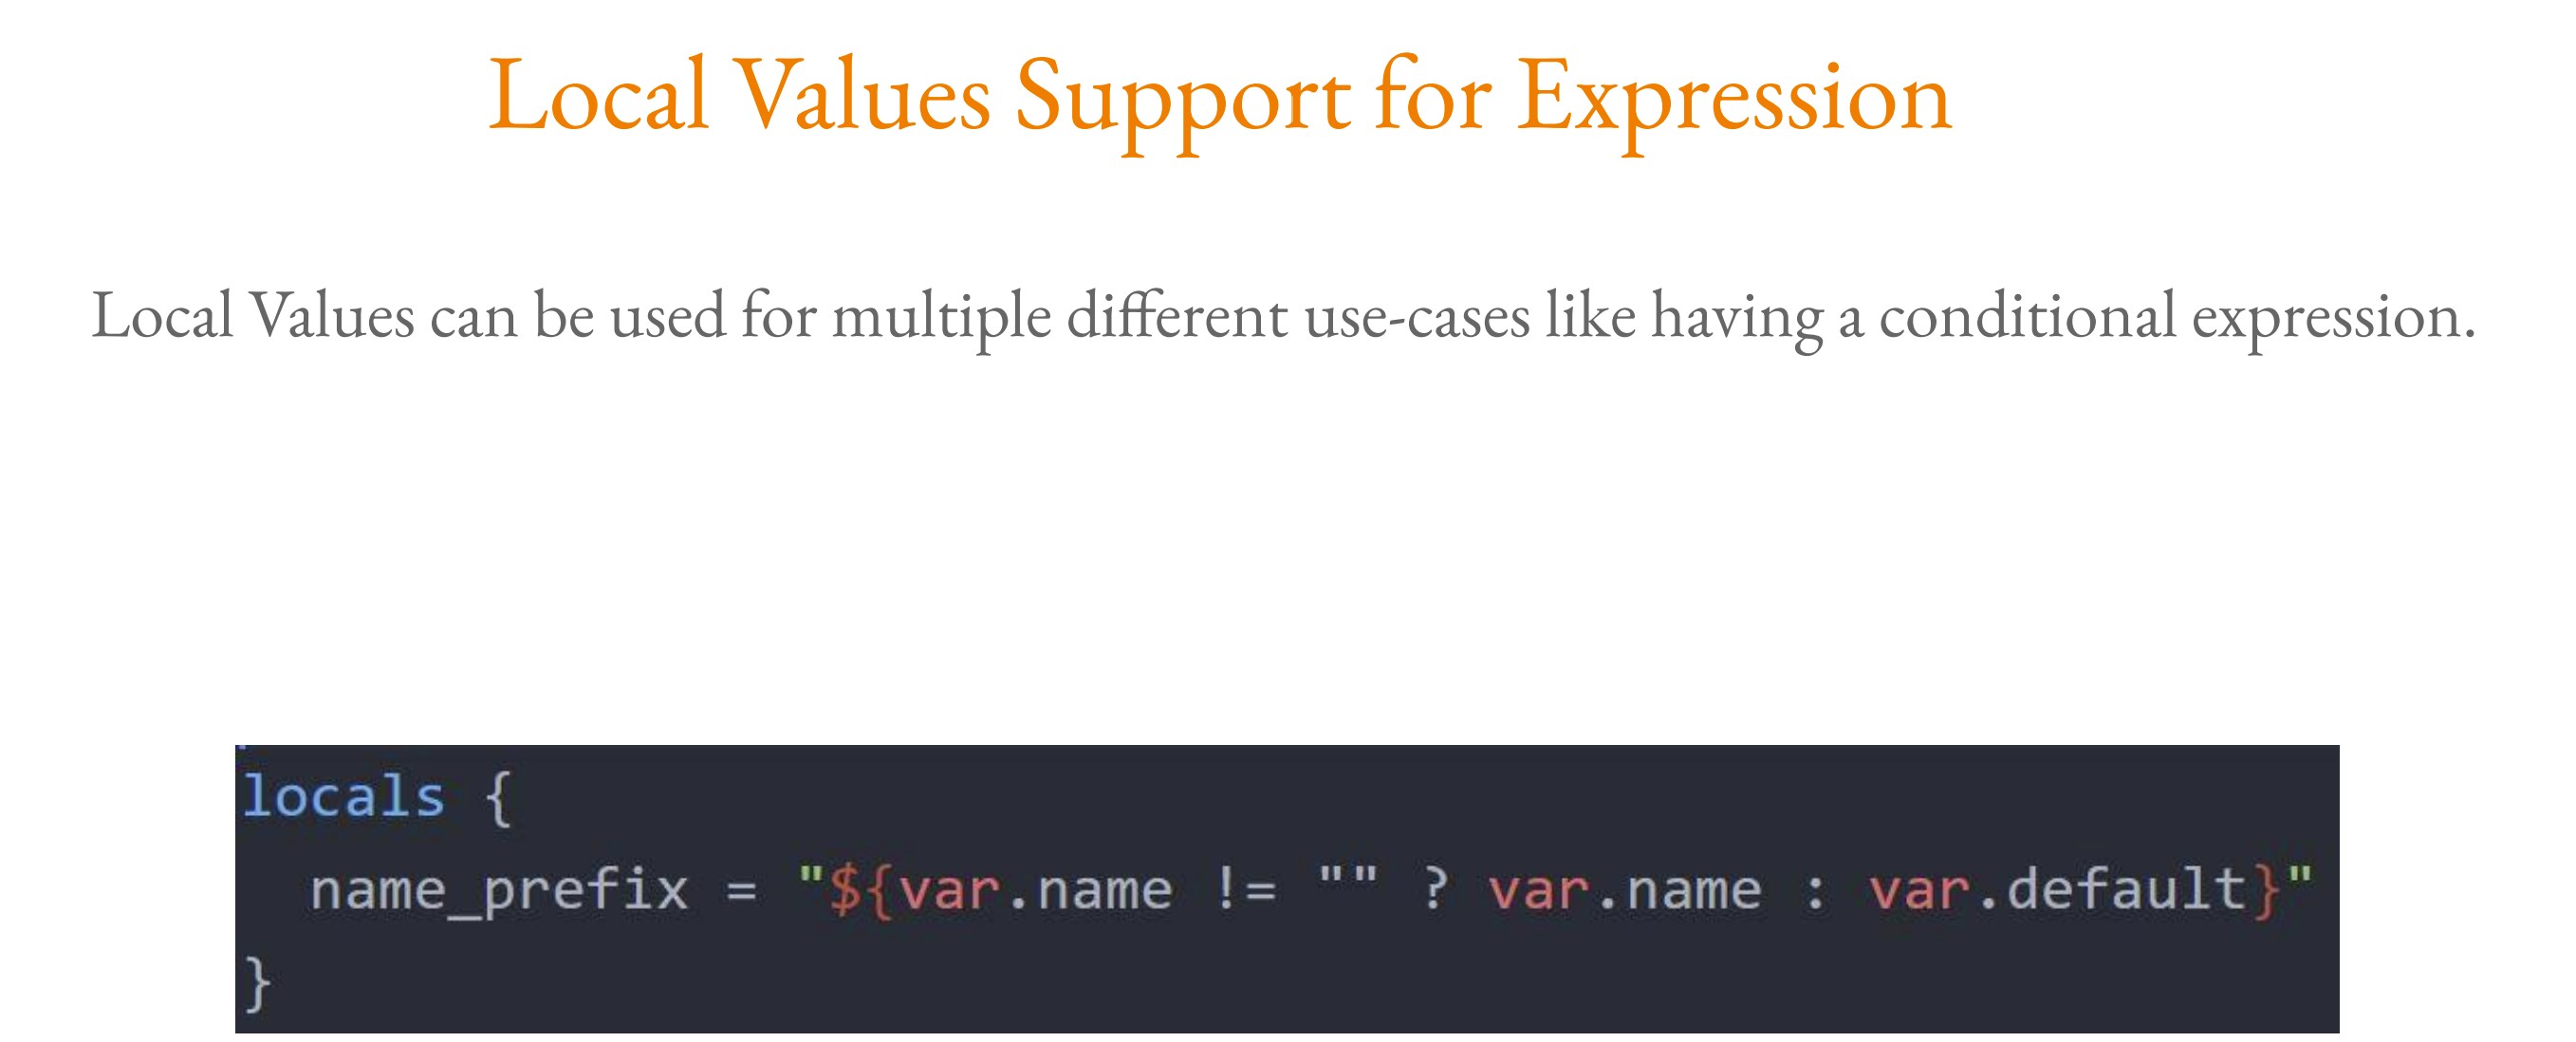 Local Values Support for Expression
Local Values can be used for multiple different use-cases like having a conditional expression.
locals {
  name_prefix = "${var.name != "" ? var.name : var.default}"
}